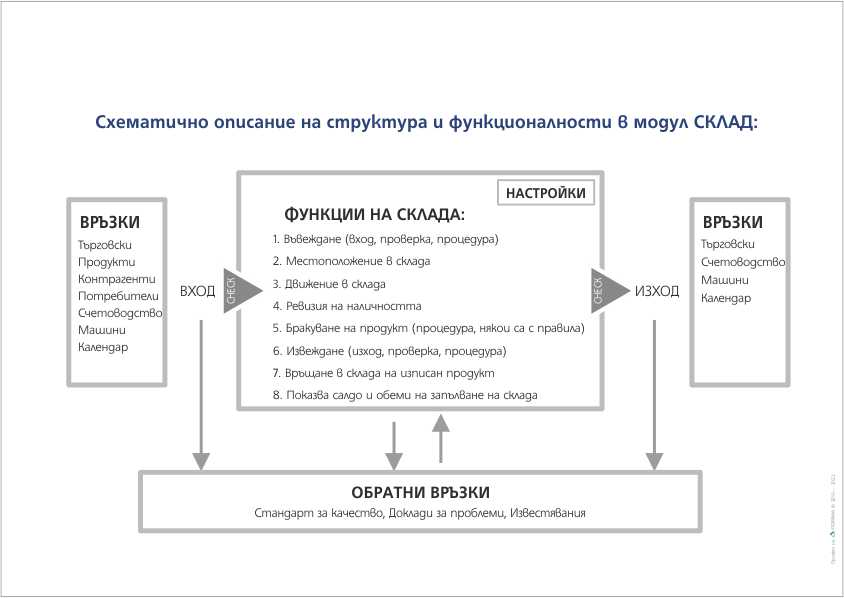 Схематично описание на структура и функционалности в модул СКЛАД:
НАСТРОЙКИ
ВРЪЗКИ
Търговски
Продукти
Контрагенти
Потребители
Счетоводство
Машини
Календар
ВХОД
CHECK
ФУНКЦИИ НА СКЛАДА:
1. Въвеждане (вход, проверка, процедура)
2. Местоположение в склада
3. Движение в склада
4. Ревизия на наличността
5. Бракуване на продукт (процедура, някои са с правила)
6. Извеждане (изход, проверка, процедура)
7. Връщане в склада на изписан продукт
8. Показва салдо и обеми на запълване на склада
CHECK
ИЗХОД
ВРЪЗКИ
Търговски
Счетоводство
Машини
Календар
ОБРАТНИ ВРЪЗКИ
Стандарт за качество, Доклади за проблеми, Известявания